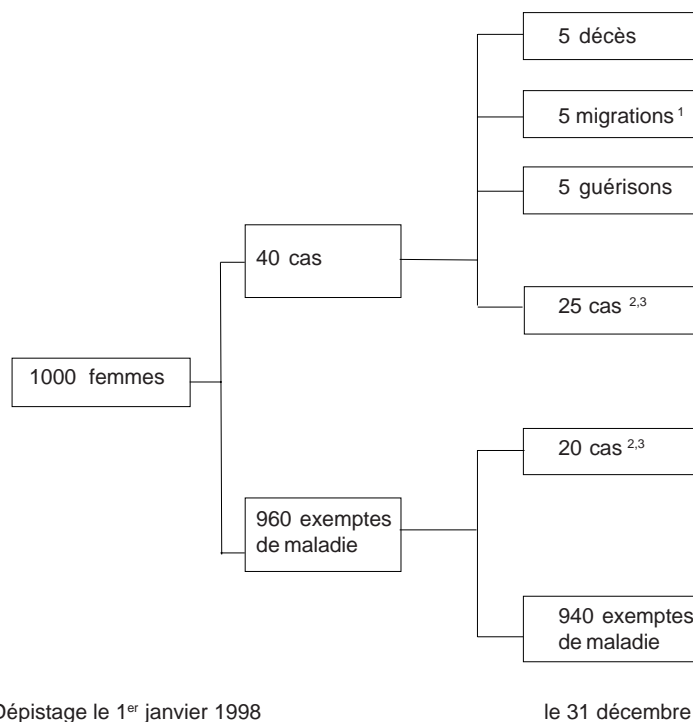 5 décès
5 migrations 1
5 guérisons
40 cas
25 cas 2,3
1000 femmes
20 cas 2,3
960 exemptes
de maladie
940 exemptes
de maladie
Dépistage le 1er janvier 1998
le 31 décembre